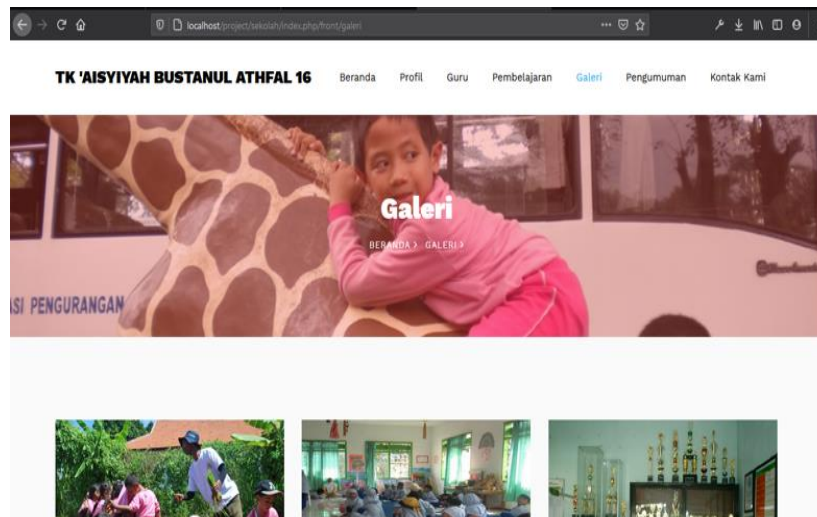 localhost/project/sekolah/index.php/front/galeri
TK 'AISYIYAH BUSTANUL ATHFAL 16 Beranda Profil Guru Pembelajaran Galeri Pengumuman Kontak Kami
Galeri
BERANDA > GALERI >
SI PENGURANGAN